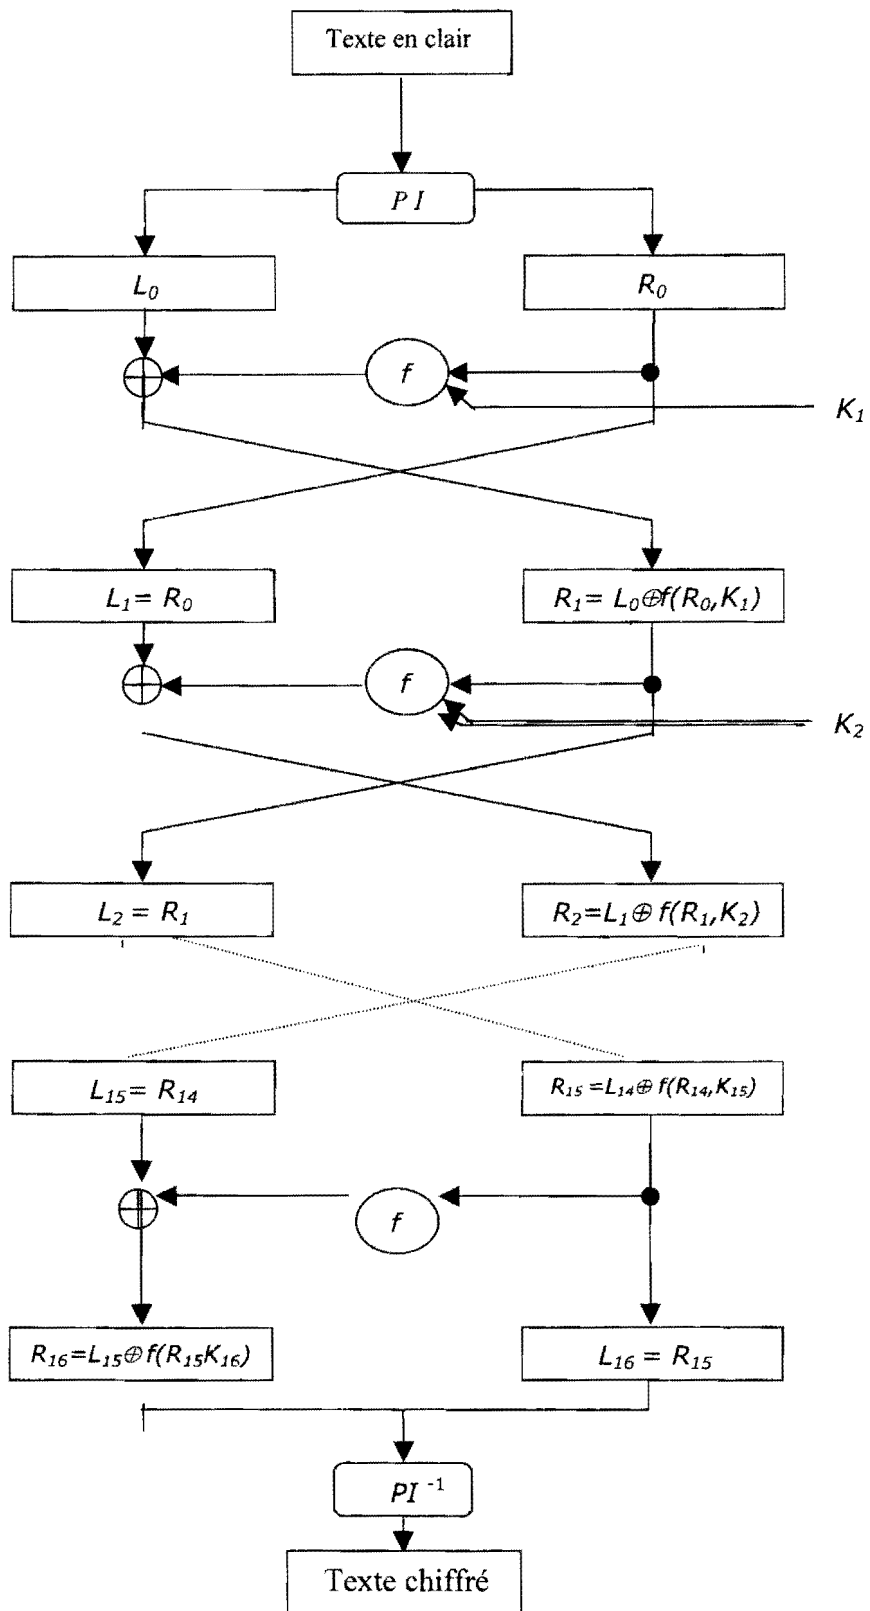 Texte en clair
P I
L₀
R₀
f
K₁
L₁= R₀
R₁= L₀⊕f(R₀,K₁)
f
K₂
L₂ = R₁
R₂=L₁⊕ f(R₁,K₂)
L₁₅= R₁₄
R₁₅ =L₁₄⊕ f(R₁₄,K₁₅)
f
R₁₆=L₁₅⊕f(R₁₅K₁₆)
L₁₆ = R₁₅
PI ⁻¹
Texte chiffré